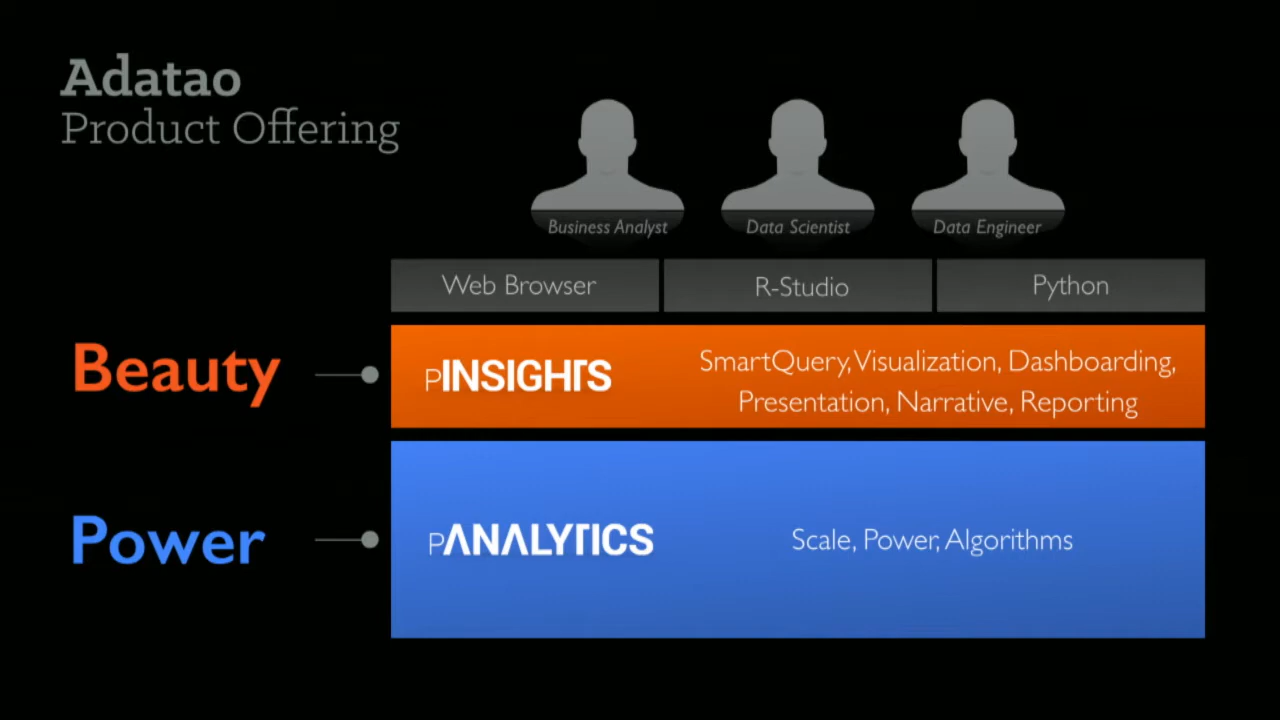 Adatao
Product Offering
Business Analyst
Data Scientist
Data Engineer
Web Browser
R-Studio
Python
Beauty
pINSIGHTS
SmartQuery, Visualization, Dashboarding,
Presentation, Narrative, Reporting
Power
pANALYTICS
Scale, Power, Algorithms